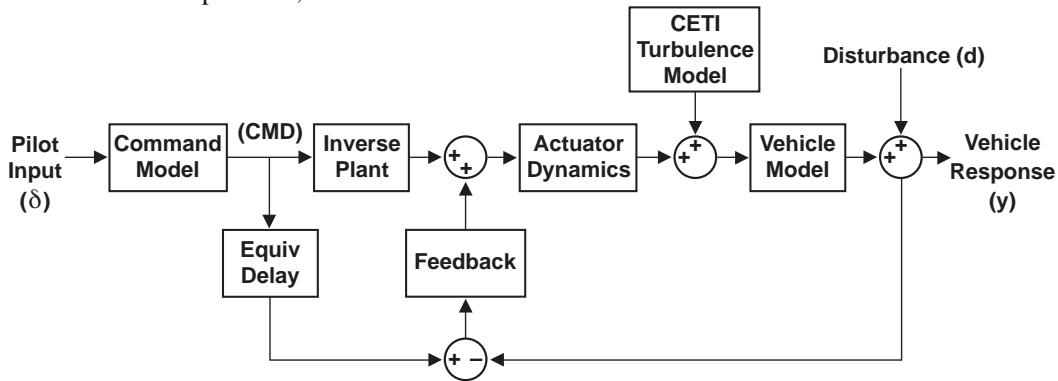 CETI
Turbulence
Model
Disturbance (d)
Pilot
Input
(δ)
Command
Model
(CMD)
Inverse
Plant
+
+
Actuator
Dynamics
+
+
Vehicle
Model
+
+
Vehicle
Response
(y)
Equiv
Delay
Feedback
+ −